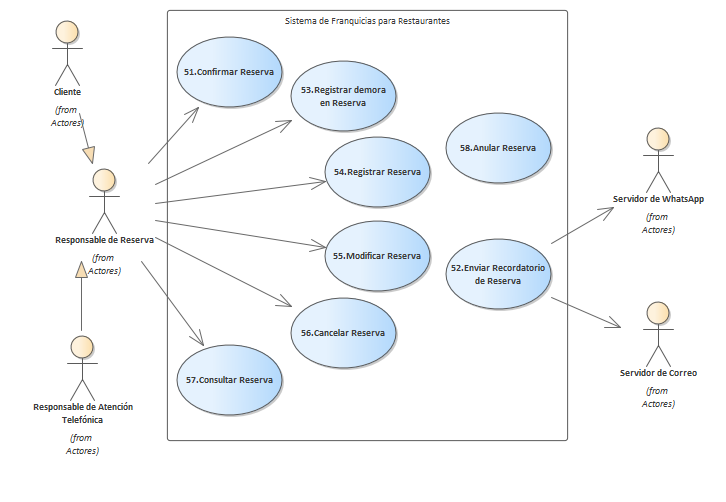 Sistema de Franquicias para Restaurantes
Cliente
(from
Actores)
51.Confirmar Reserva
53.Registrar demora
en Reserva
58.Anular Reserva
54.Registrar Reserva
Servidor de WhatsApp
(from
Actores)
Responsable de Reserva
(from
Actores)
55.Modificar Reserva
52.Enviar Recordatorio
de Reserva
56.Cancelar Reserva
57.Consultar Reserva
Servidor de Correo
(from
Actores)
Responsable de Atención
Telefónica
(from
Actores)